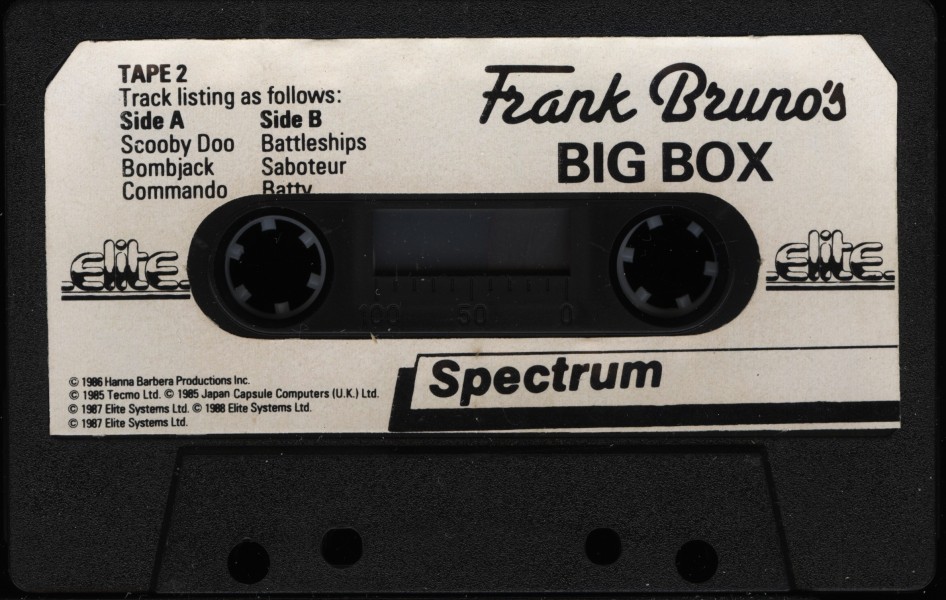 TAPE 2
Track listing as follows:
Side A Side B
Scooby Doo Battleships
Bombjack Saboteur
Commando Batty
Frank Bruno's
BIG BOX
elite
elite
100 50 0
Spectrum
© 1986 Hanna Barbera Productions Inc.
© 1985 Tecmo Ltd. © 1985 Japan Capsule Computers (U.K.) Ltd.
© 1987 Elite Systems Ltd. © 1988 Elite Systems Ltd.
© 1987 Elite Systems Ltd.